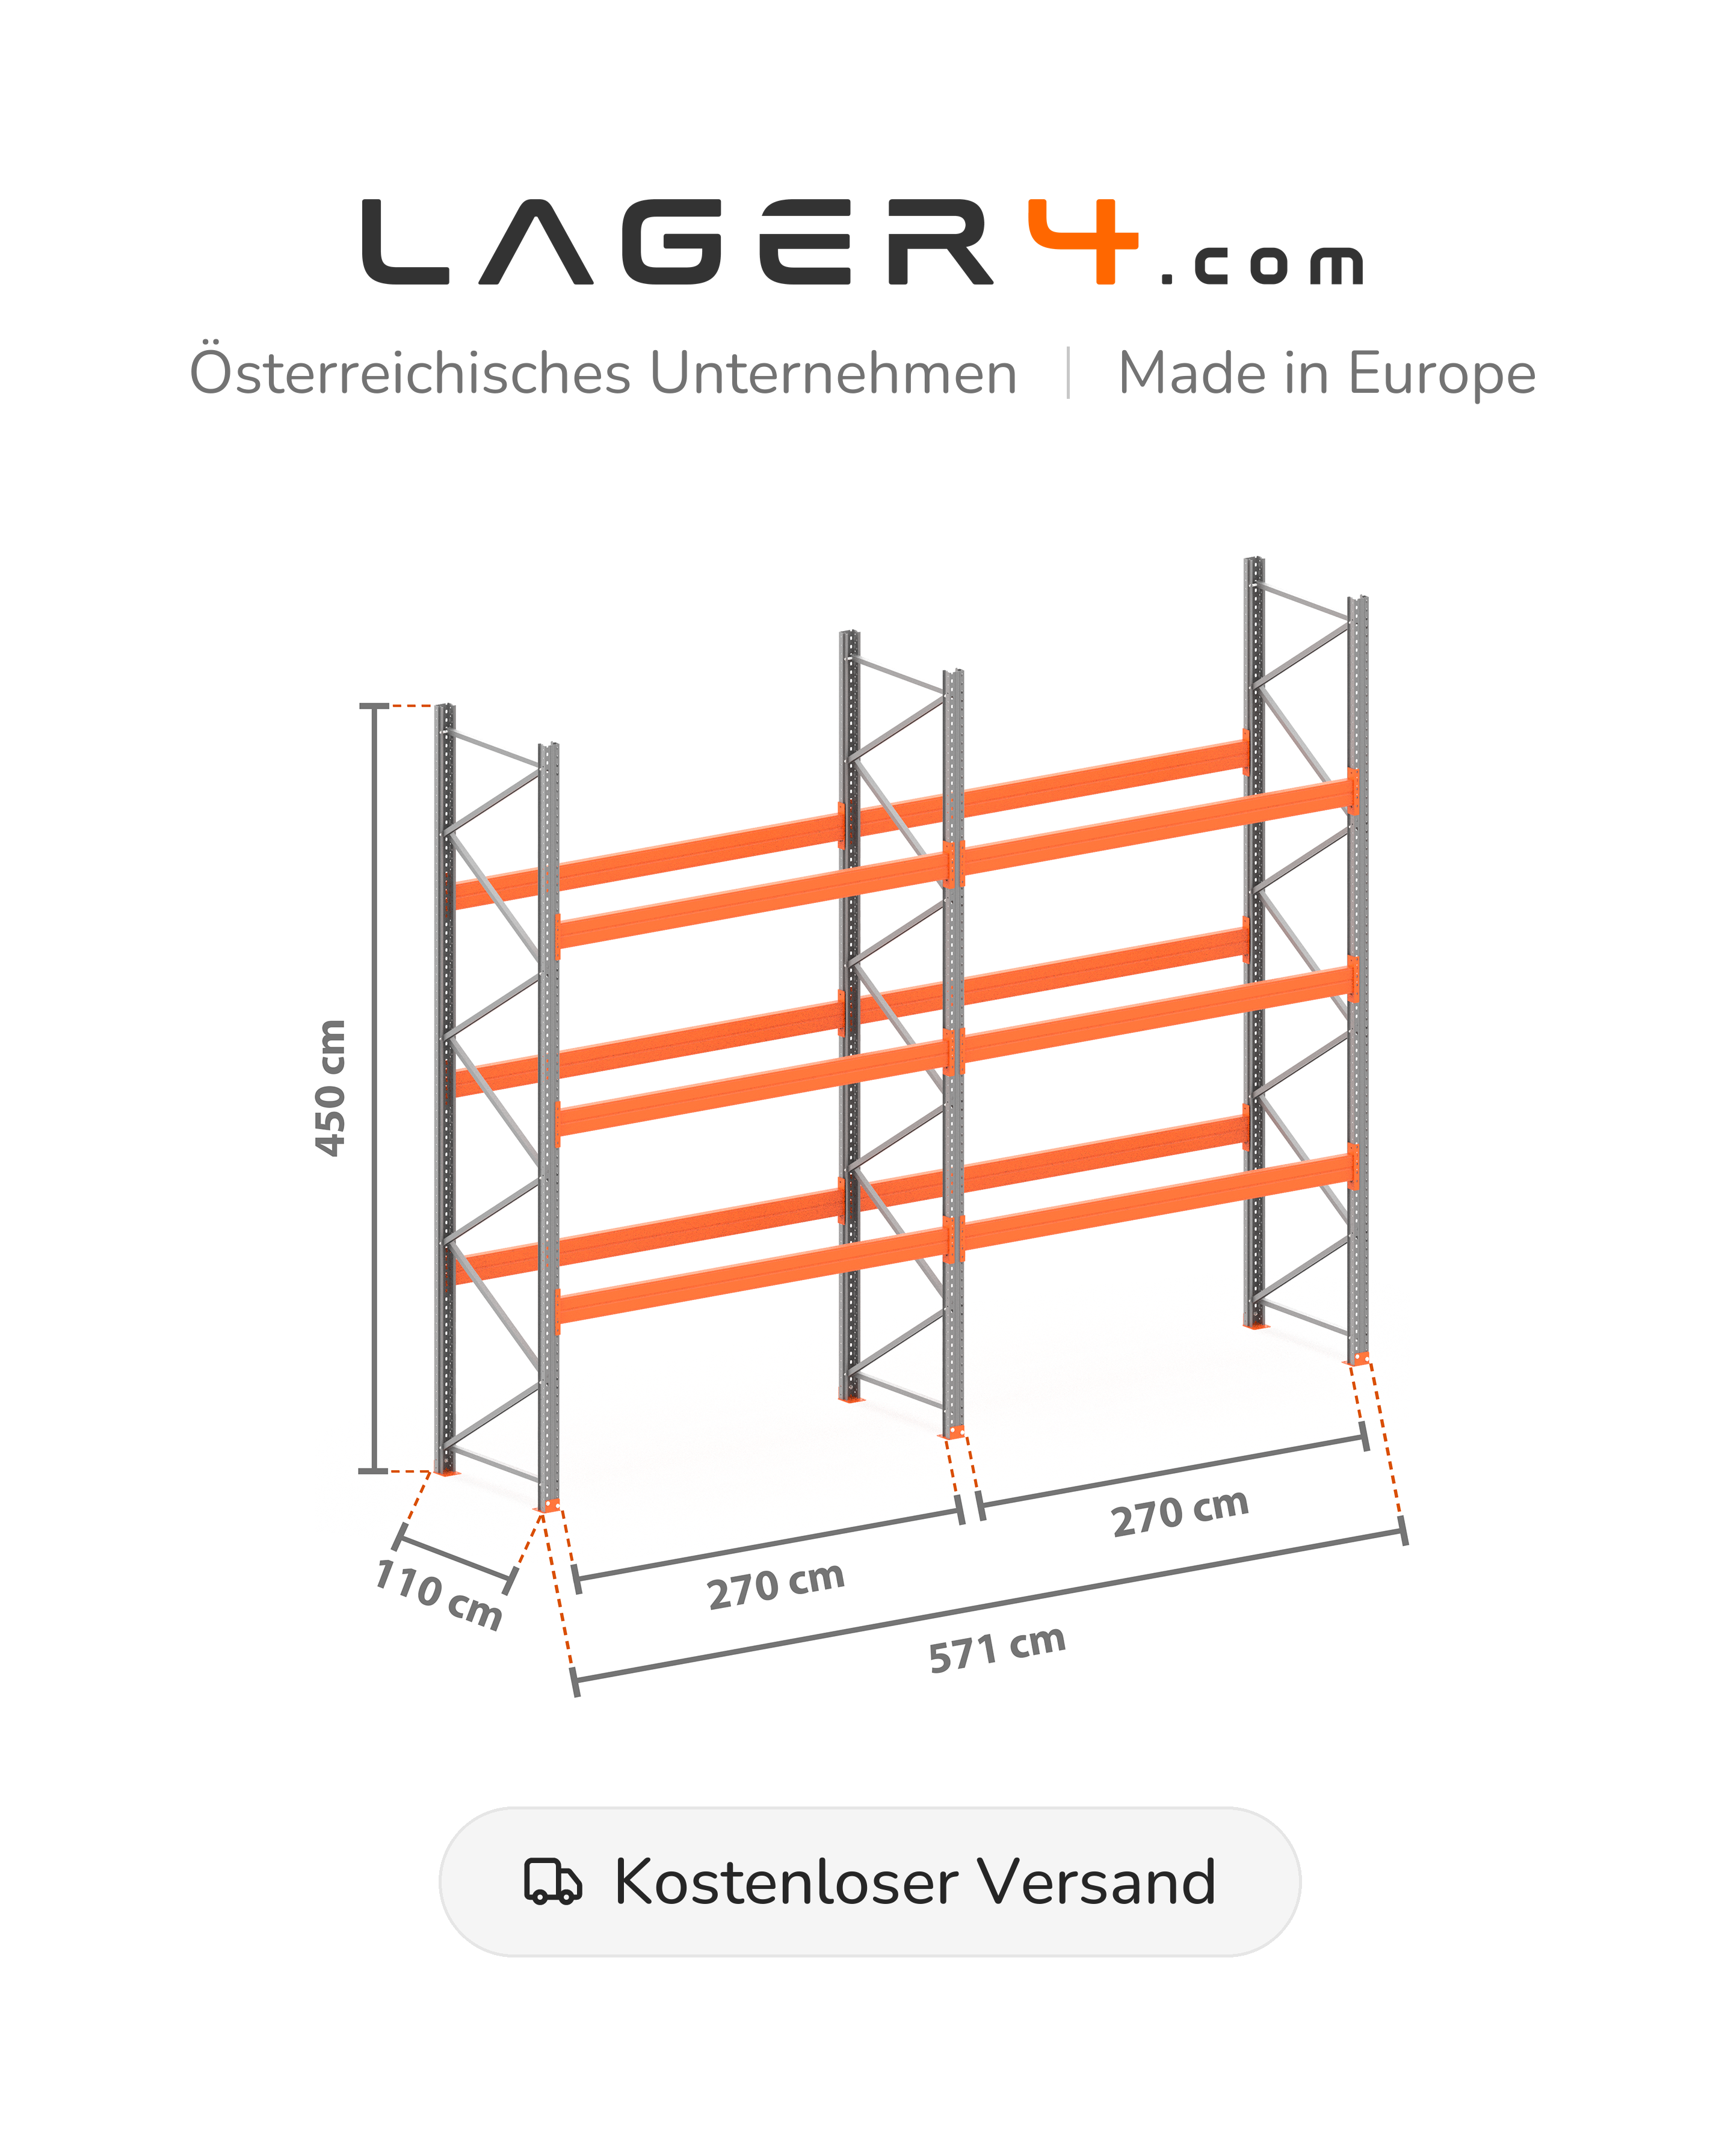 LAGER4.com
Österreichisches Unternehmen | Made in Europe
450 cm
110 cm
270 cm
270 cm
571 cm
Kostenloser Versand